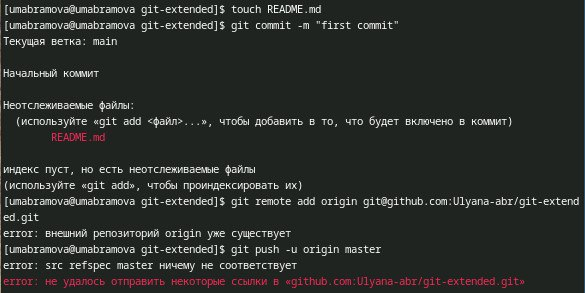 [umabramova@umabramova git-extended]$ touch README.md
[umabramova@umabramova git-extended]$ git commit -m "first commit"
Текущая ветка: main
Начальный коммит
Неотслеживаемые файлы:
(используйте «git add <файл>...», чтобы добавить в то, что будет включено в коммит)
README.md
индекс пуст, но есть неотслеживаемые файлы
(используйте «git add», чтобы проиндексировать их)
[umabramova@umabramova git-extended]$ git remote add origin git@github.com:Ulyana-abr/git-extend
ed.git
error: внешний репозиторий origin уже существует
[umabramova@umabramova git-extended]$ git push -u origin master
error: src refspec master ничему не соответствует
error: не удалось отправить некоторые ссылки в «github.com:Ulyana-abr/git-extended.git»